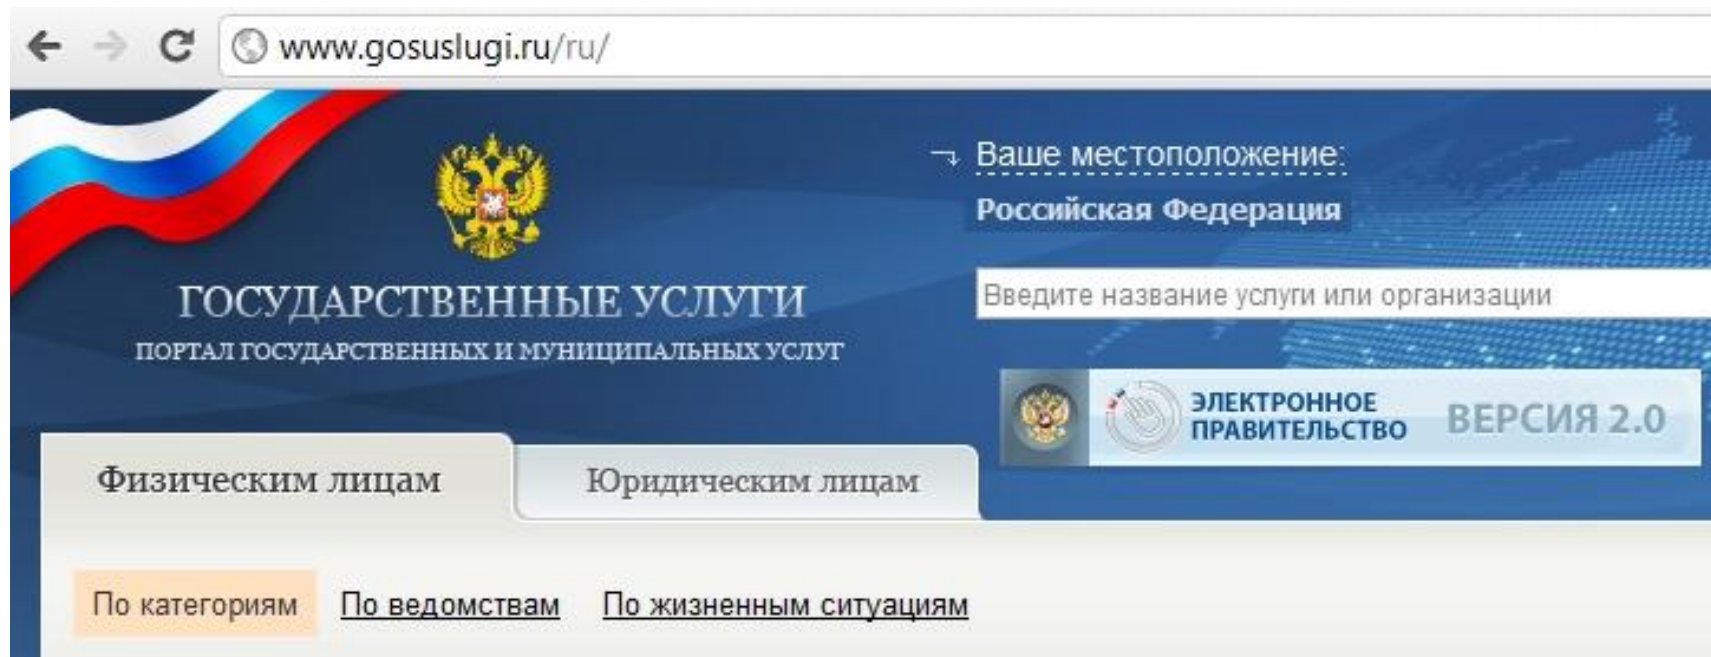 www.gosuslugi.ru/ru/
Ваше местоположение:
Российская Федерация
ГОСУДАРСТВЕННЫЕ УСЛУГИ
ПОРТАЛ ГОСУДАРСТВЕННЫХ И МУНИЦИПАЛЬНЫХ УСЛУГ
Введите название услуги или организации
ЭЛЕКТРОННОЕ
ПРАВИТЕЛЬСТВО ВЕРСИЯ 2.0
Физическим лицам Юридическим лицам
По категориям По ведомствам По жизненным ситуациям